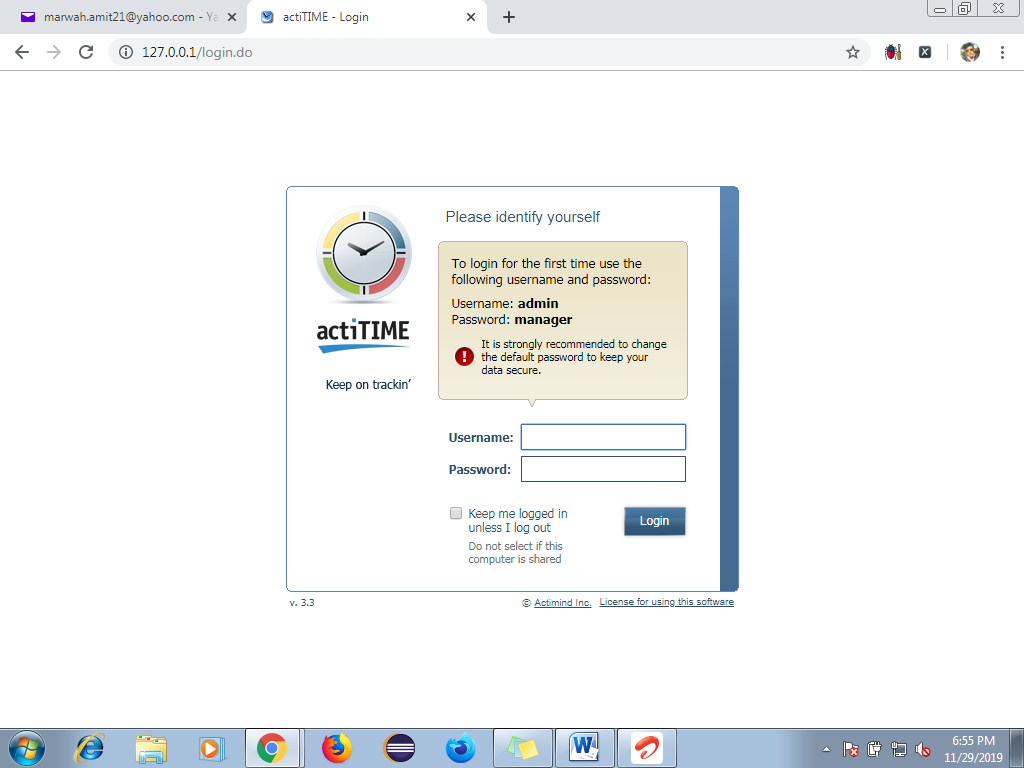 marwah.amit21@yahoo.com - Ya
actiTIME - Login
127.0.0.1/login.do
Please identify yourself
To login for the first time use the
following username and password:
Username: admin
Password: manager
It is strongly recommended to change
the default password to keep your
data secure.
actiTIME
Keep on trackin'
Username:
Password:
Keep me logged in
unless I log out
Do not select if this
computer is shared
Login
v. 3.3
© Actimind Inc. License for using this software
6:55 PM
11/29/2019